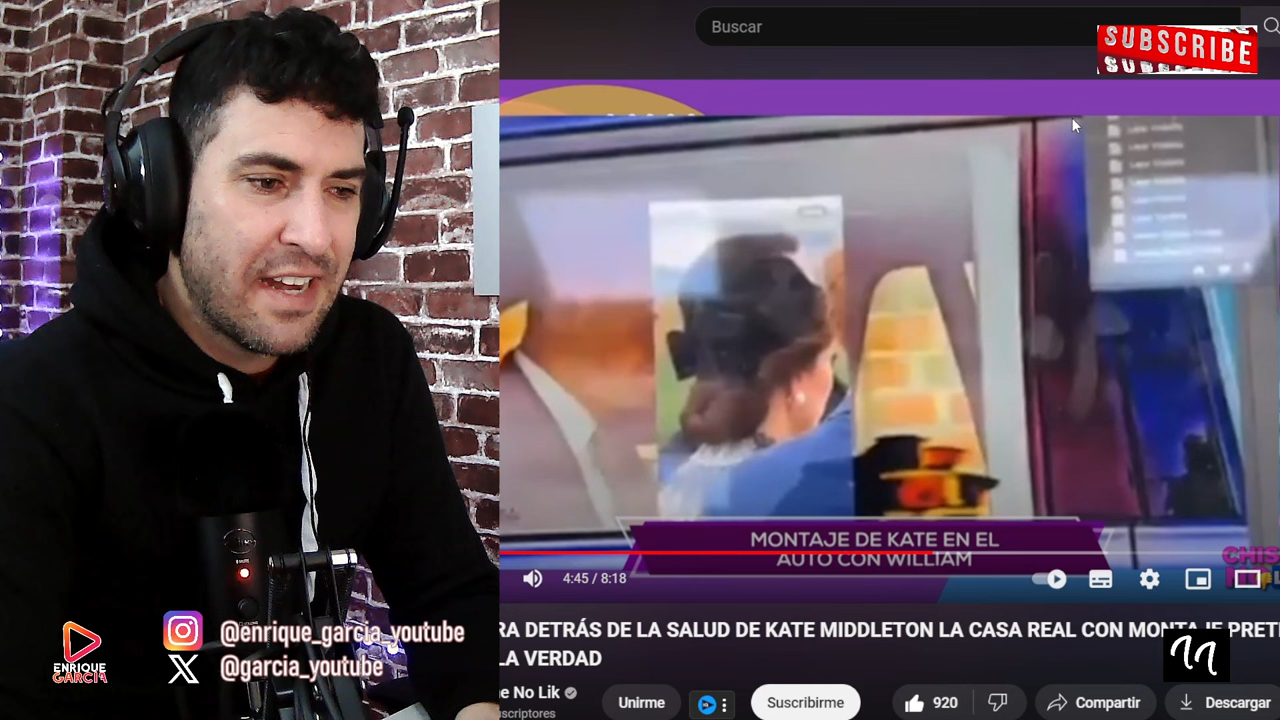 Buscar
SUBSCRIBE
MONTAJE DE KATE EN EL
AUTO CON WILLIAM
4:45 / 8:18
RA DETRÁS DE LA SALUD DE KATE MIDDLETON LA CASA REAL CON MONTAJE PRETE
LA VERDAD
e No Lik
Unirme
Suscribirme
920
Compartir
Descargar
uscriptores
ENRIQUE
GARCIA
@enrique_garcia_youtube
@garcia_youtube